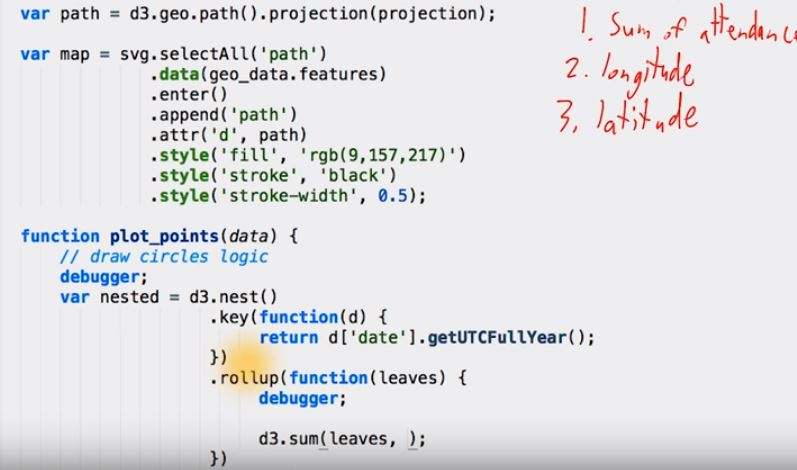 var path = d3.geo.path().projection(projection);
1. Sum of attendance
var map = svg.selectAll('path')
2. longitude
.data(geo_data.features)
.enter()
3. latitude
.append('path')
.attr('d', path)
.style('fill', 'rgb(9,157,217)')
.style('stroke', 'black')
.style('stroke-width', 0.5);
function plot_points(data) {
// draw circles logic
debugger;
var nested = d3.nest()
.key(function(d) {
return d['date'].getUTCFullYear();
})
.rollup(function(leaves) {
debugger;
d3.sum(leaves, );
})